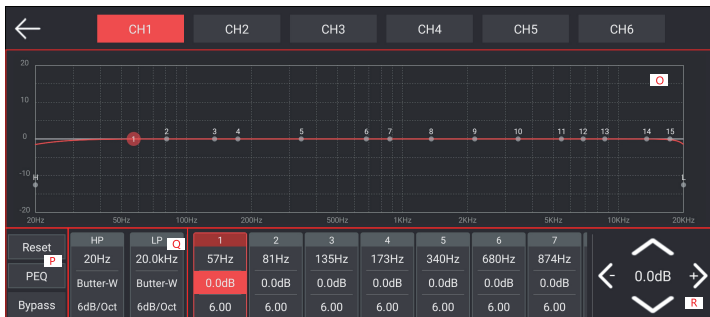 CH1 CH2 CH3 CH4 CH5 CH6
20
O
10
0
1 2 3 4 5 6 7 8 9 10 11 12 13 14 15
-10
H L
-20
20Hz 50Hz 100Hz 200Hz 500Hz 1KHz 2KHz 5KHz 10KHz 20KHz
Reset HP LP Q 1 2 3 4 5 6 7
P 20Hz 20.0kHz 57Hz 81Hz 135Hz 173Hz 340Hz 680Hz 874Hz
PEQ Butter-W Butter-W 0.0dB 0.0dB 0.0dB 0.0dB 0.0dB 0.0dB 0.0dB - 0.0dB +
Bypass 6dB/Oct 6dB/Oct 6.00 6.00 6.00 6.00 6.00 6.00 6.00 R